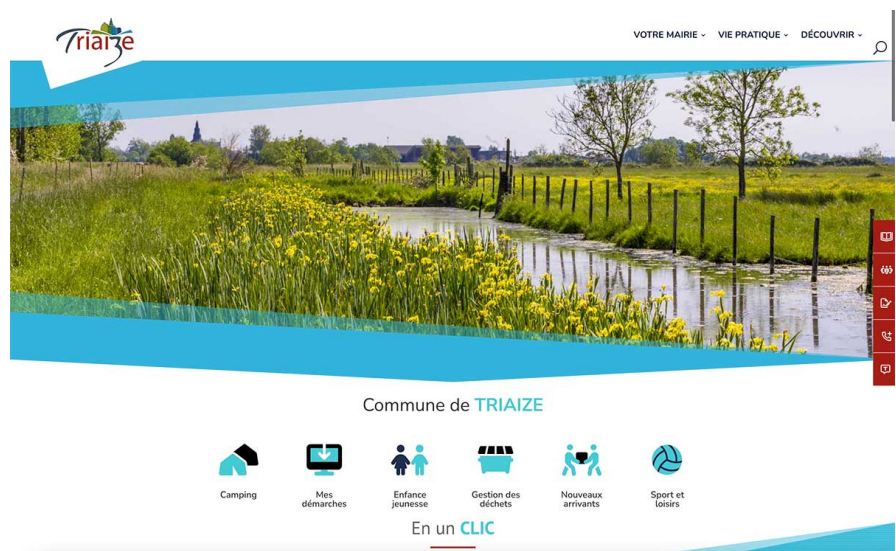 Triaize
VOTRE MAIRIE
VIE PRATIQUE
DÉCOUVRIR
Commune de TRIAIZE
Camping
Mes
démarches
Enfance
jeunesse
Gestion des
déchets
Nouveaux
arrivants
Sport et
loisirs
En un CLIC